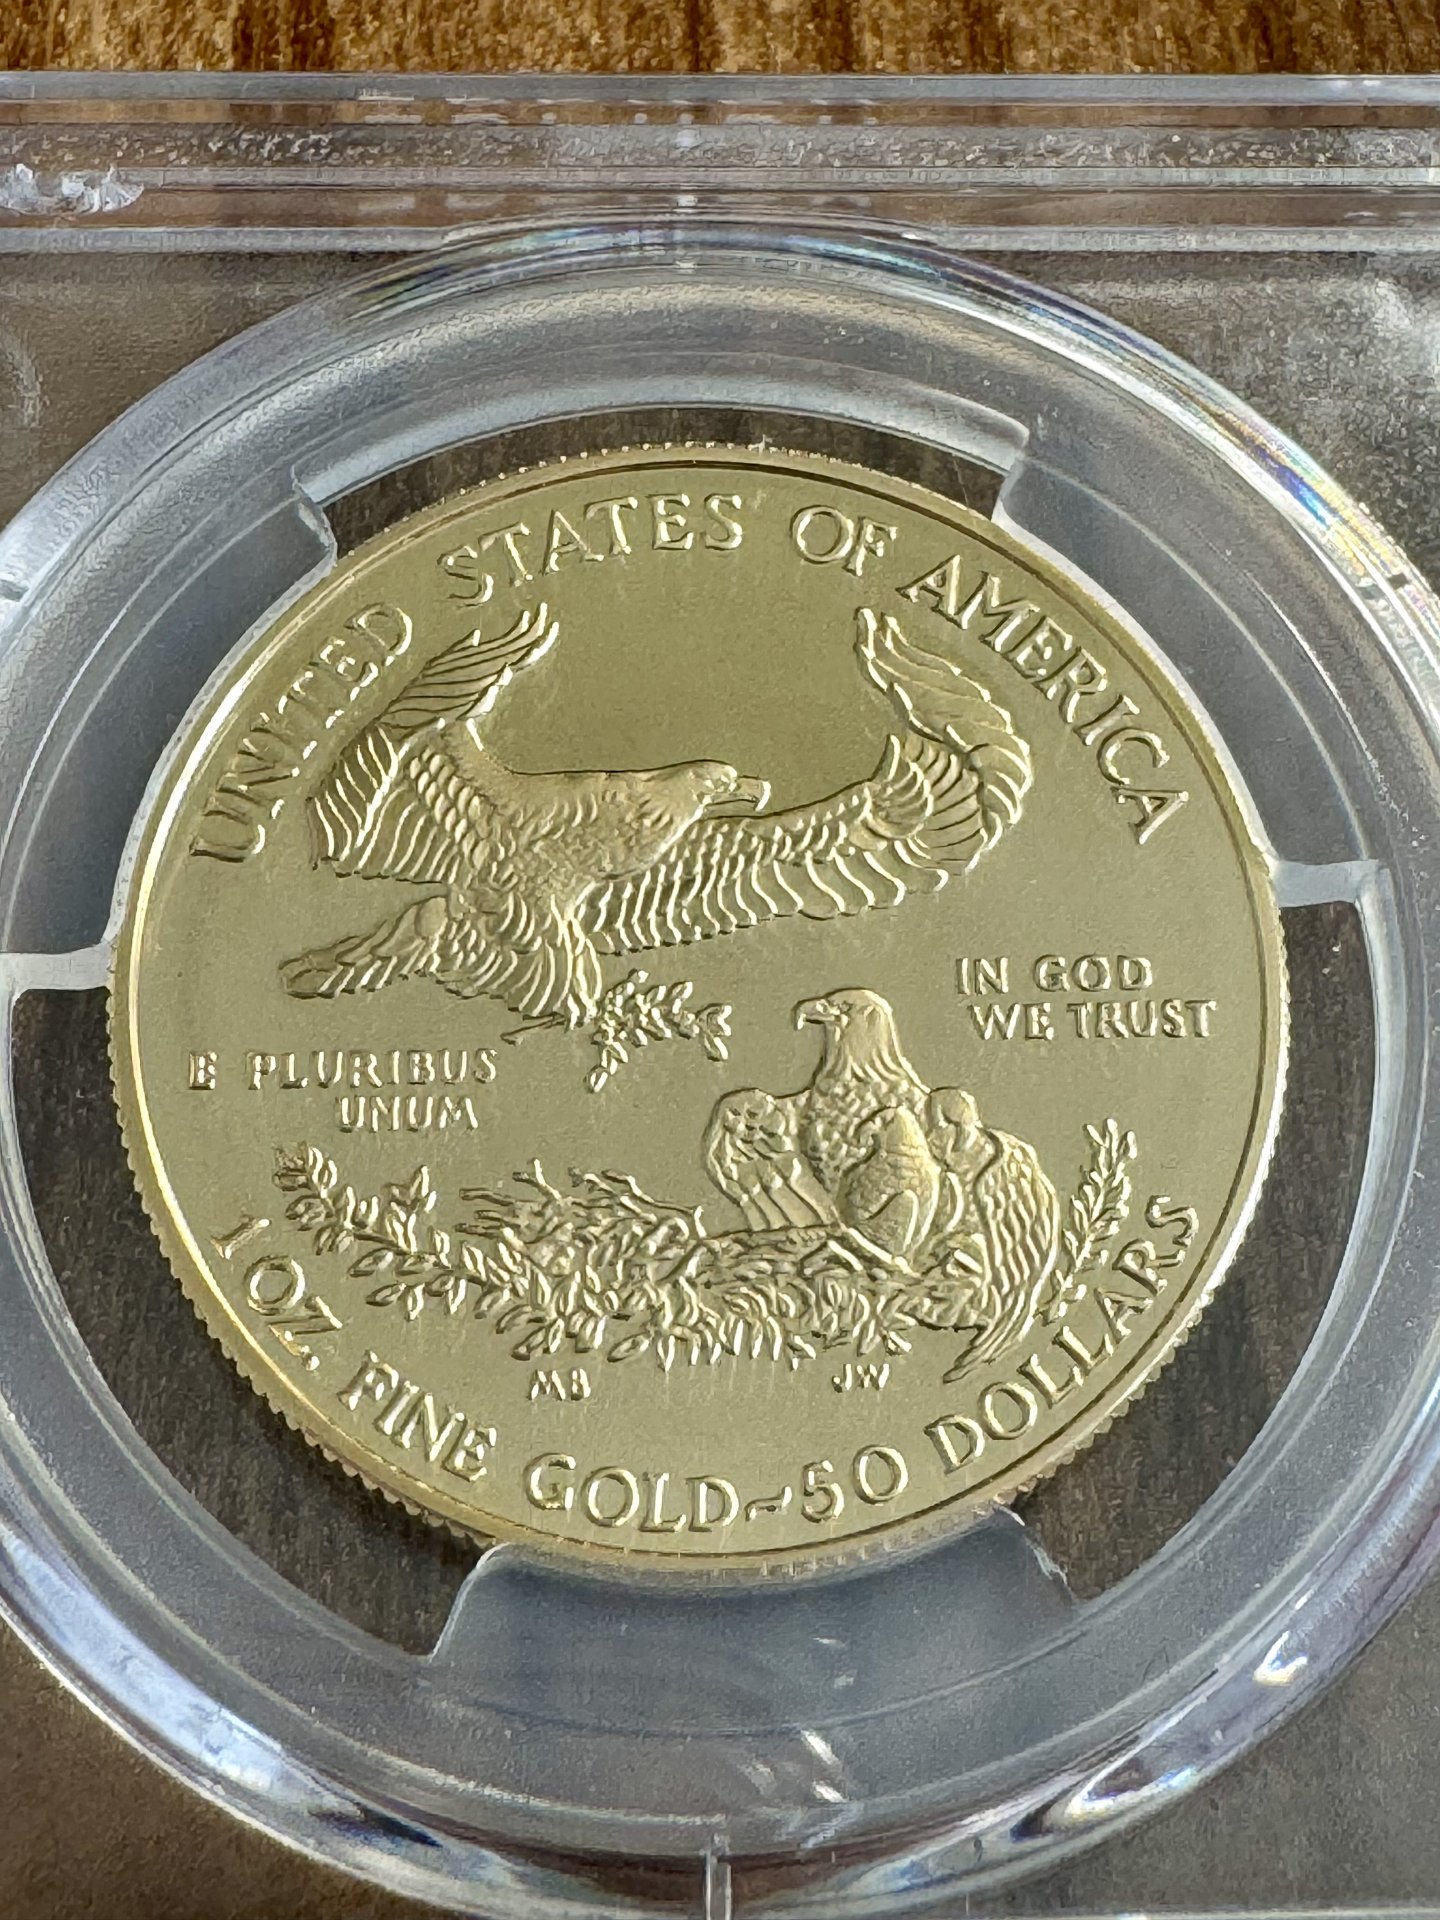 UNITED STATES OF AMERICA
IN GOD
WE TRUST
E PLURIBUS
UNUM
MB
JW
1 OZ. FINE GOLD~50 DOLLARS